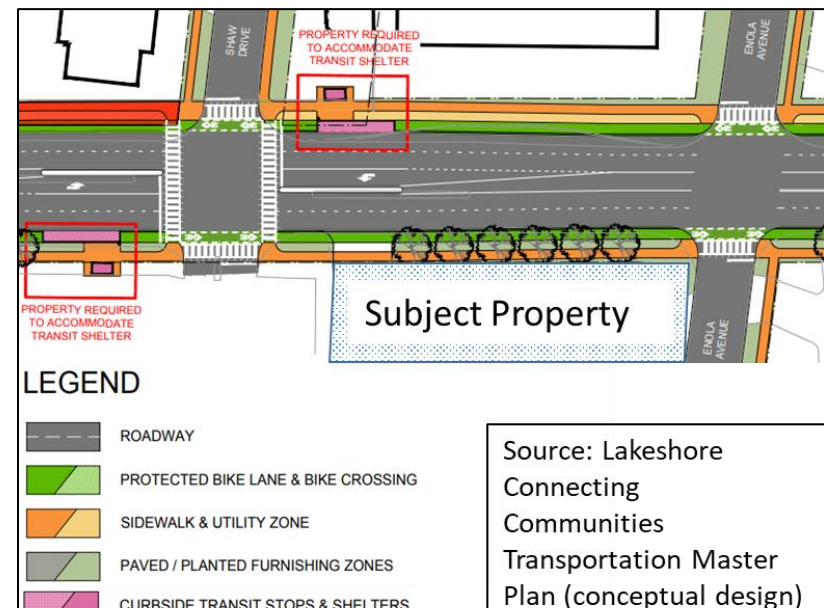 SHAW
DRIVE
PROPERTY REQUIRED
TO ACCOMMODATE
TRANSIT SHELTER
ENOLA
AVENUE
PROPERTY REQUIRED
TO ACCOMMODATE
TRANSIT SHELTER
Subject Property
ENOLA
AVENUE
LEGEND
ROADWAY
PROTECTED BIKE LANE & BIKE CROSSING
SIDEWALK & UTILITY ZONE
PAVED / PLANTED FURNISHING ZONES
CURBSIDE TRANSIT STOPS & SHELTERS
Source: Lakeshore
Connecting
Communities
Transportation Master
Plan (conceptual design)